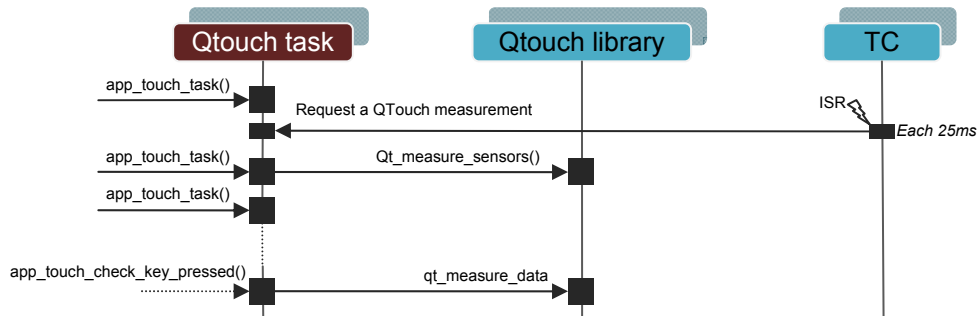 Qtouch task
Qtouch library
TC
app_touch_task()
Request a QTouch measurement
ISR
Each 25ms
app_touch_task()
Qt_measure_sensors()
app_touch_task()
app_touch_check_key_pressed()
qt_measure_data